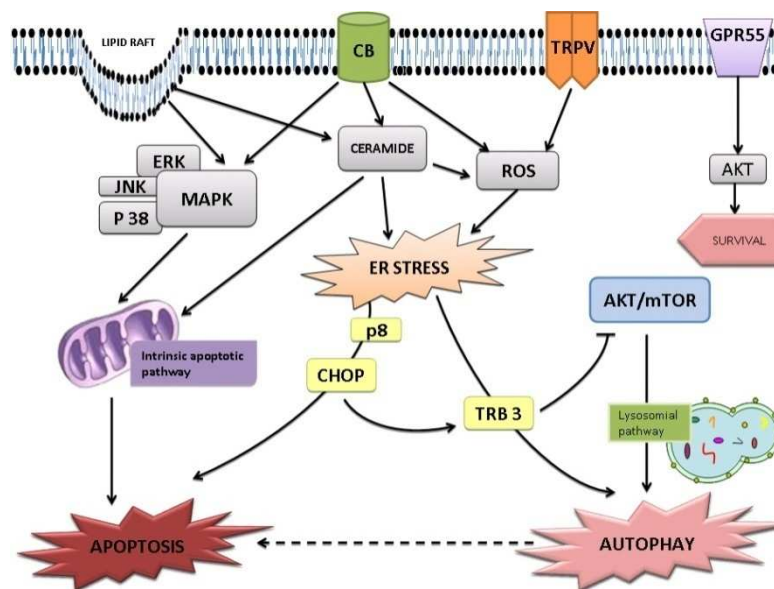 LIPID RAFT
CB
TRPV
GPR55
ERK
JNK
P 38
MAPK
CERAMIDE
ROS
AKT
SURVIVAL
ER STRESS
AKT/mTOR
p8
Intrinsic apoptotic
pathway
CHOP
TRB 3
Lysosomial
pathway
APOPTOSIS
AUTOPHAY